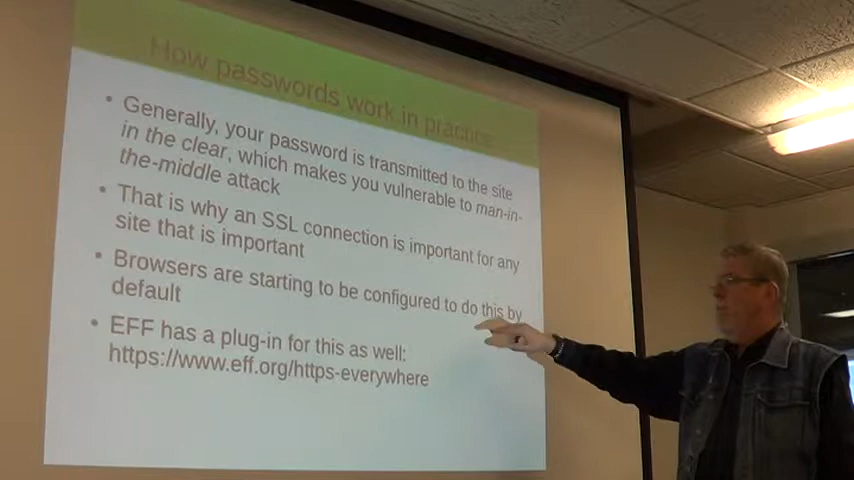 How passwords work in practice
• Generally, your password is transmitted to the site
in the clear, which makes you vulnerable to man-in-
the-middle attack
• That is why an SSL connection is important for any
site that is important
• Browsers are starting to be configured to do this by
default
• EFF has a plug-in for this as well:
https://www.eff.org/https-everywhere